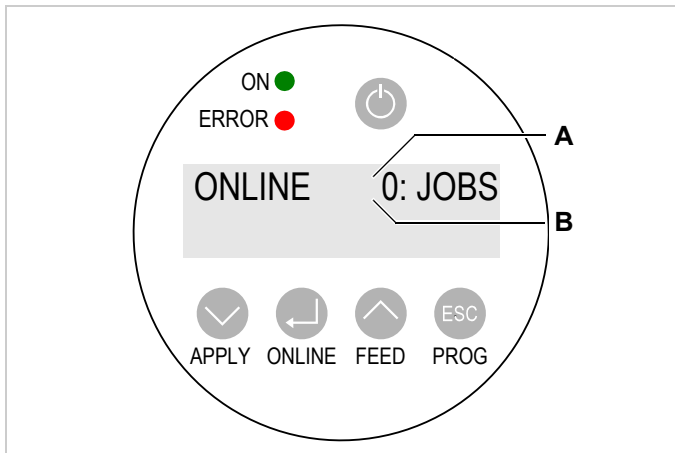 ON
ERROR
A
ONLINE 0: JOBS
B
ESC
APPLY ONLINE FEED PROG